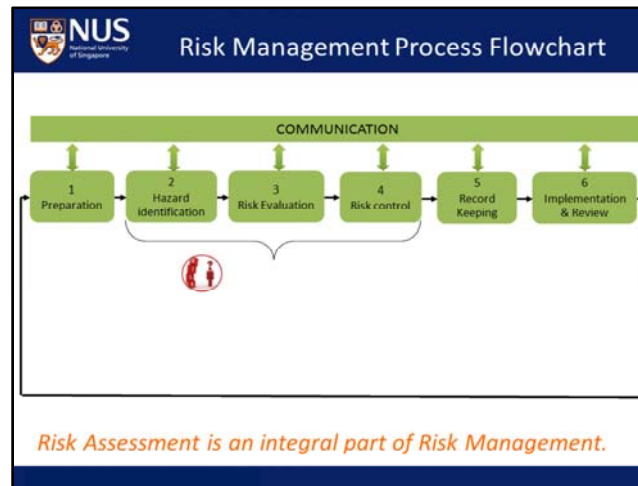 NUS
National University
of Singapore
Risk Management Process Flowchart
COMMUNICATION
1
Preparation
2
Hazard
identification
3
Risk Evaluation
4
Risk control
5
Record
Keeping
6
Implementation
& Review
Risk Assessment is an integral part of Risk Management.